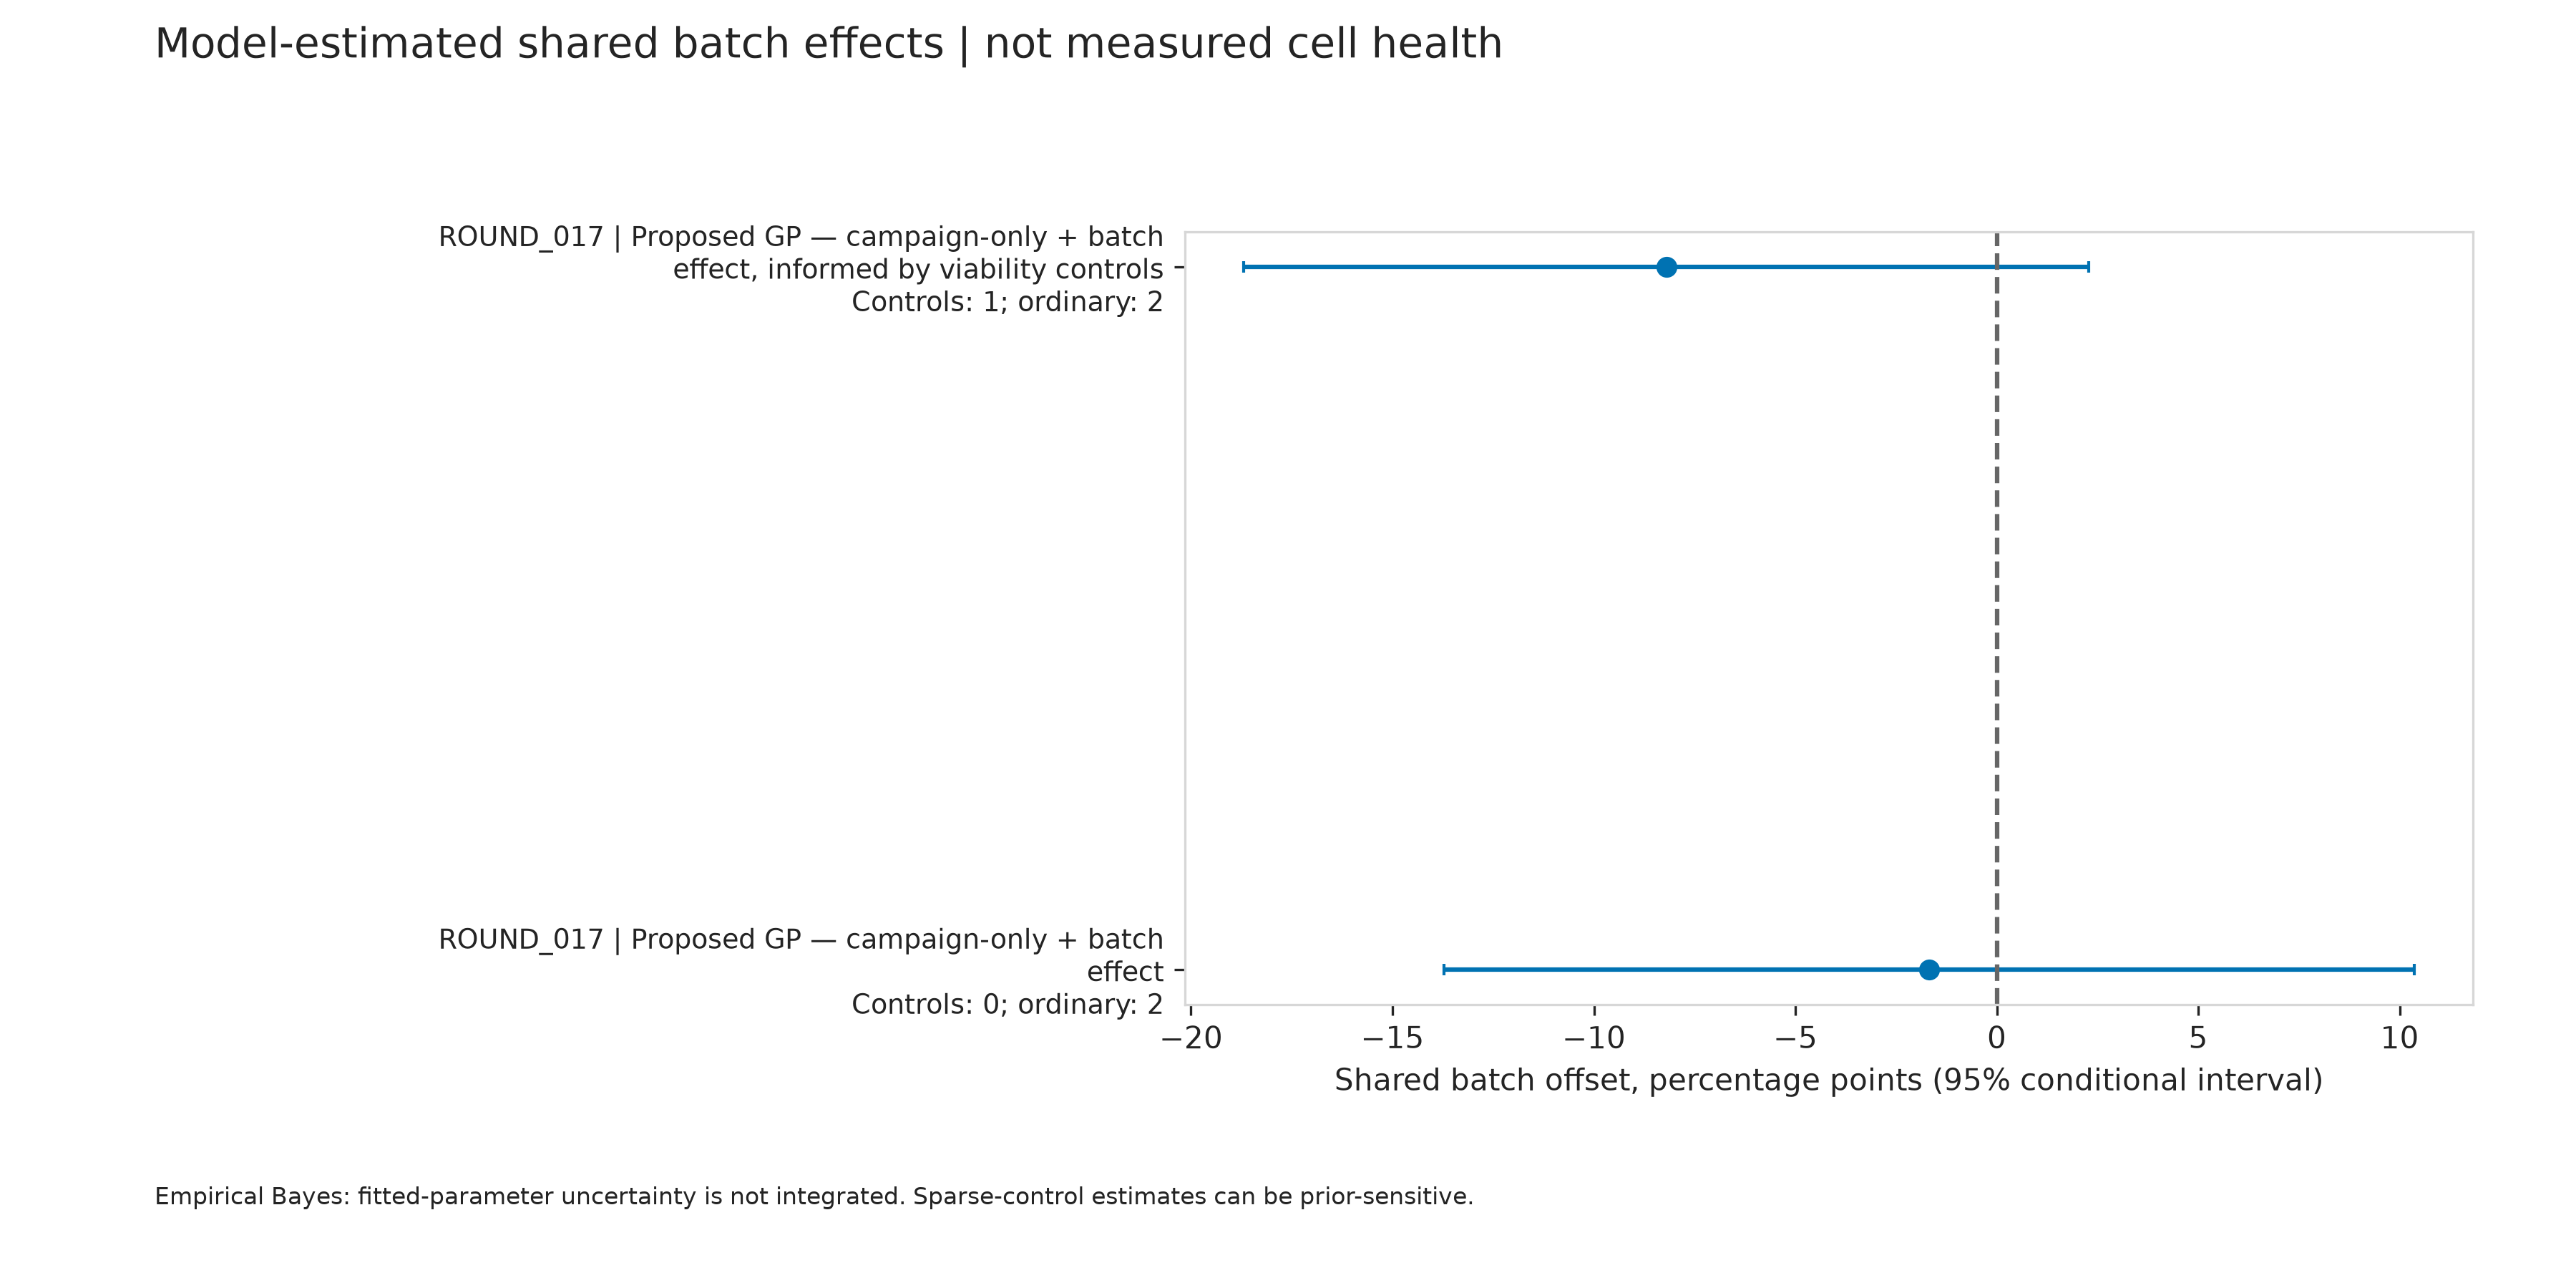 Model-estimated shared batch effects | not measured cell health
ROUND_017 | Proposed GP — campaign-only + batch
effect, informed by viability controls
Controls: 1; ordinary: 2
ROUND_017 | Proposed GP — campaign-only + batch
effect
Controls: 0; ordinary: 2
−20 −15 −10 −5 0 5 10
Shared batch offset, percentage points (95% conditional interval)
Empirical Bayes: fitted-parameter uncertainty is not integrated. Sparse-control estimates can be prior-sensitive.